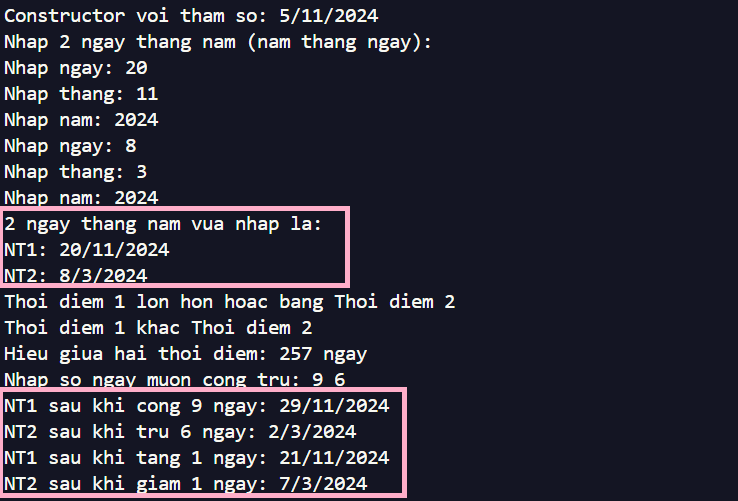 Constructor voi tham so: 5/11/2024
Nhap 2 ngay thang nam (nam thang ngay):
Nhap ngay: 20
Nhap thang: 11
Nhap nam: 2024
Nhap ngay: 8
Nhap thang: 3
Nhap nam: 2024
2 ngay thang nam vua nhap la:
NT1: 20/11/2024
NT2: 8/3/2024
Thoi diem 1 lon hon hoac bang Thoi diem 2
Thoi diem 1 khac Thoi diem 2
Hieu giua hai thoi diem: 257 ngay
Nhap so ngay muon cong tru: 9 6
NT1 sau khi cong 9 ngay: 29/11/2024
NT2 sau khi tru 6 ngay: 2/3/2024
NT1 sau khi tang 1 ngay: 21/11/2024
NT2 sau khi giam 1 ngay: 7/3/2024